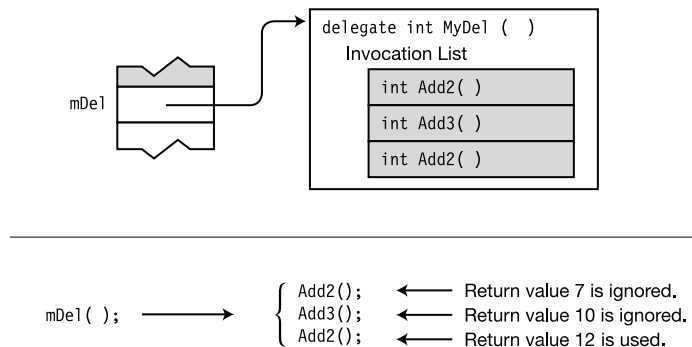 delegate int MyDel ( )
Invocation List
mDel
int Add2( )
int Add3( )
int Add2( )
mDel( );
Add2();
Return value 7 is ignored.
Add3();
Return value 10 is ignored.
Add2();
Return value 12 is used.